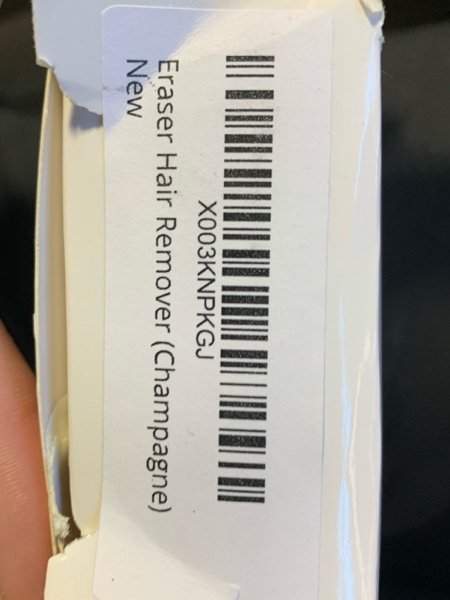 X003KNPKGJ
Eraser Hair Remover (Champagne)
New